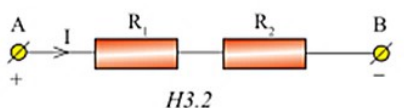 A I R₁ R₂ B
+ −
H3.2